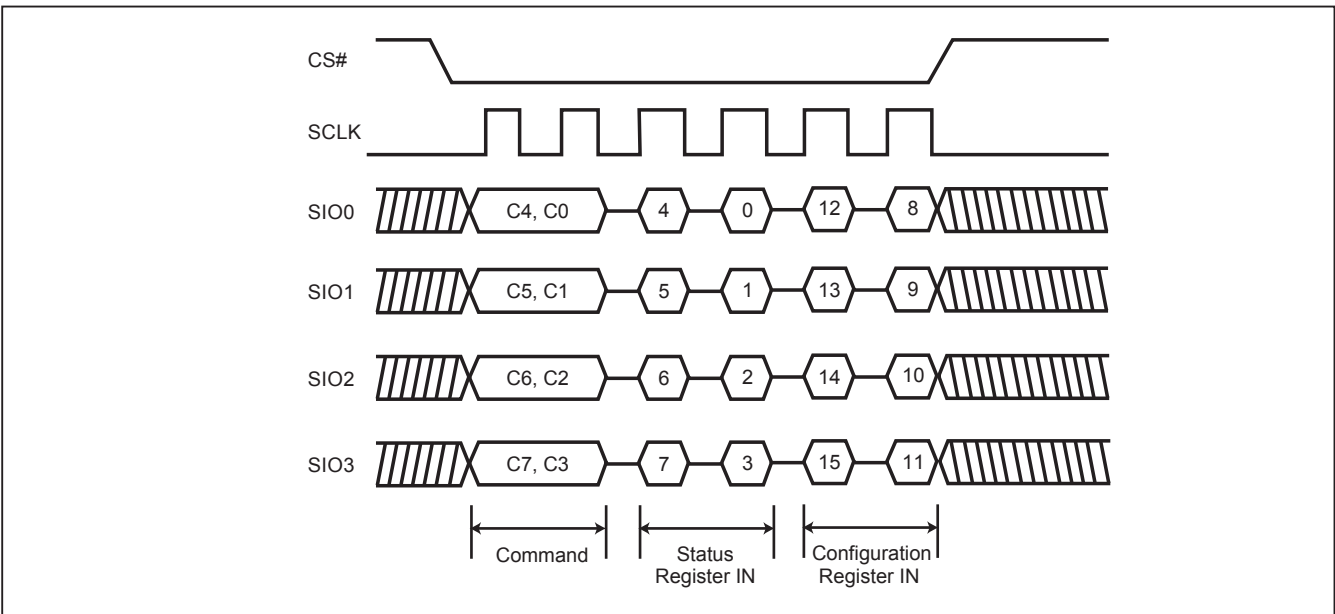 CS#
SCLK
SIO0 C4, C0 4 0 12 8
SIO1 C5, C1 5 1 13 9
SIO2 C6, C2 6 2 14 10
SIO3 C7, C3 7 3 15 11
Command
Status
Register IN
Configuration
Register IN